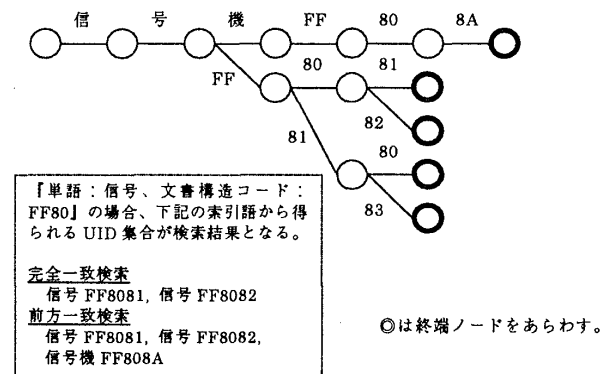 信 号 機 FF 80 8A
FF 80 81
82
81 80
83
『単語：信号、文書構造コード：
FF80』の場合、下記の索引語から得
られる UID 集合が検索結果となる。
完全一致検索
信号 FF8081, 信号 FF8082
前方一致検索
信号 FF8081, 信号 FF8082,
信号機 FF808A
◎は終端ノードをあらわす。